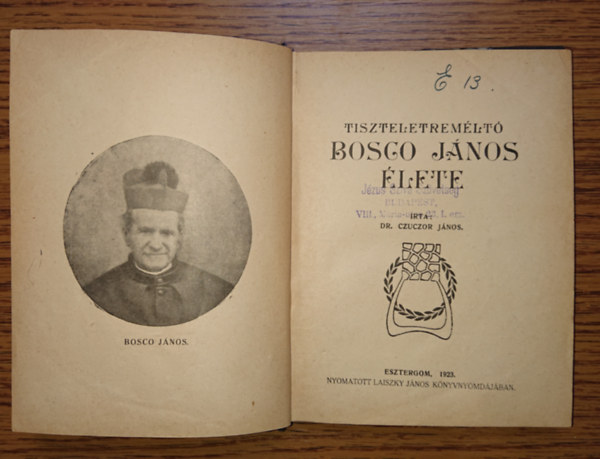 BOSCO JÁNOS.
E 13.
TISZTELETREMÉLTÓ
BOSCO JÁNOS
ÉLETE
BUDAPEST,
VIII., I. em.
IRTA:
DR. CZUCZOR JÁNOS.
ESZTERGOM, 1923.
NYOMATOTT LAISZKY JÁNOS KÖNYVNYOMDÁJÁBAN.